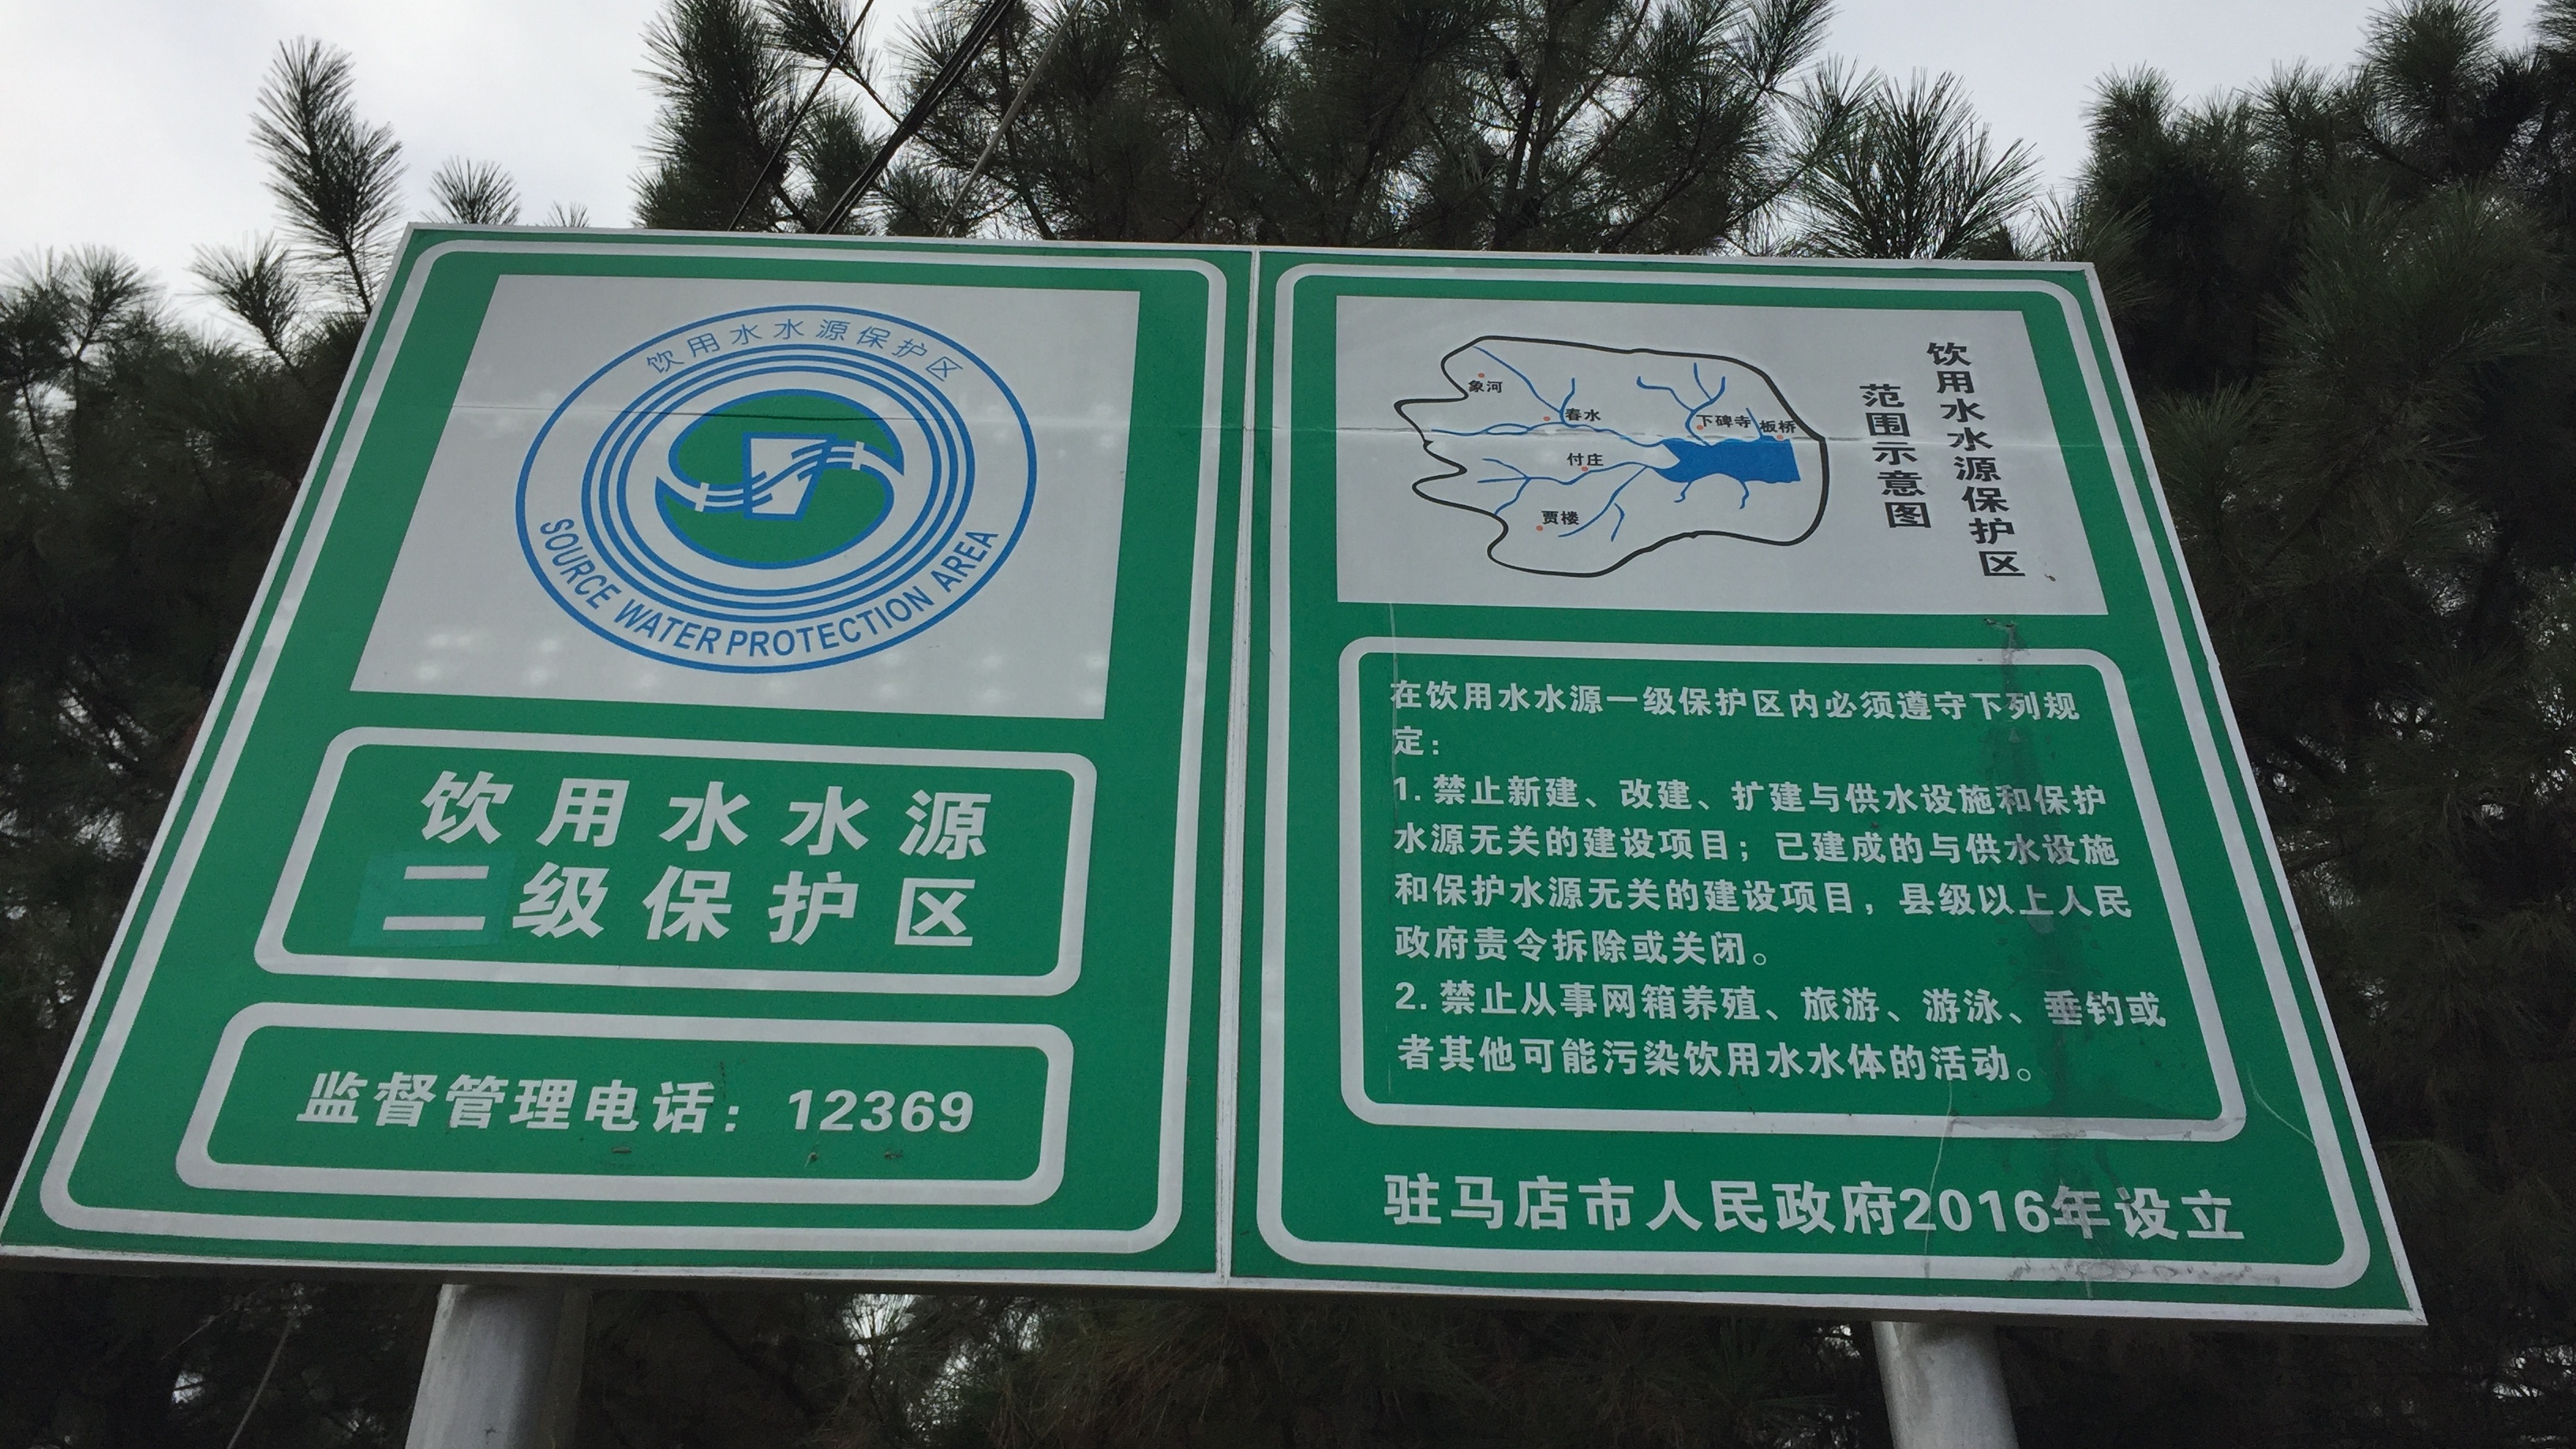 饮用水水源保护区
SOURCE WATER PROTECTION AREA
饮用水水源
二级保护区
监督管理电话：12369
饮用水水源保护区
范围示意图
象河
春水
下碑寺
板桥
付庄
贾楼
在饮用水水源一级保护区内必须遵守下列规
定：
1.禁止新建、改建、扩建与供水设施和保护
水源无关的建设项目；已建成的与供水设施
和保护水源无关的建设项目，县级以上人民
政府责令拆除或关闭。
2.禁止从事网箱养殖、旅游、游泳、垂钓或
者其他可能污染饮用水水体的活动。
驻马店市人民政府2016年设立